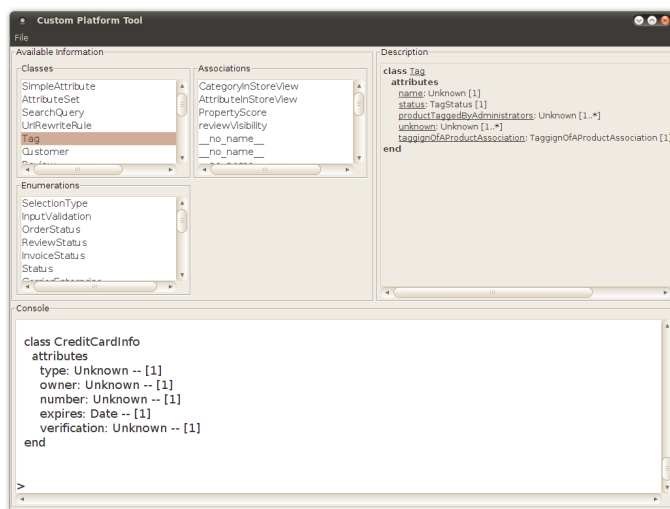 Custom Platform Tool
File
Available Information
Classes
SimpleAttribute
AttributeSet
SearchQuery
UrlRewriteRule
Tag
Customer
Associations
CategoryInStoreView
AttributeInStoreView
PropertyScore
reviewVisibility
__no_name__
__no_name__
Enumerations
SelectionType
InputValidation
OrderStatus
ReviewStatus
InvoiceStatus
Status
Description
class Tag
attributes
name: Unknown [1]
status: TagStatus [1]
productTaggedByAdministrators: Unknown [1..*]
unknown: Unknown [1..*]
taggignOfAProductAssociation: TaggignOfAProductAssociation [1]
end
Console
class CreditCardInfo
attributes
type: Unknown -- [1]
owner: Unknown -- [1]
number: Unknown -- [1]
expires: Date -- [1]
verification: Unknown -- [1]
end
>